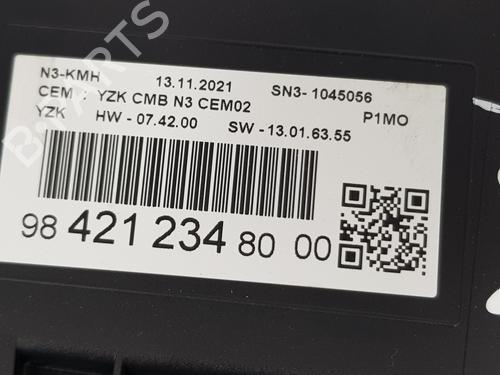 N3-KMH 13.11.2021 SN3- 1045056
CEM : YZK CMB N3 CEM02 P1MO
YZK HW - 07.42.00 SW - 13.01.63.55
98 421 234 80 00
B-PARTS